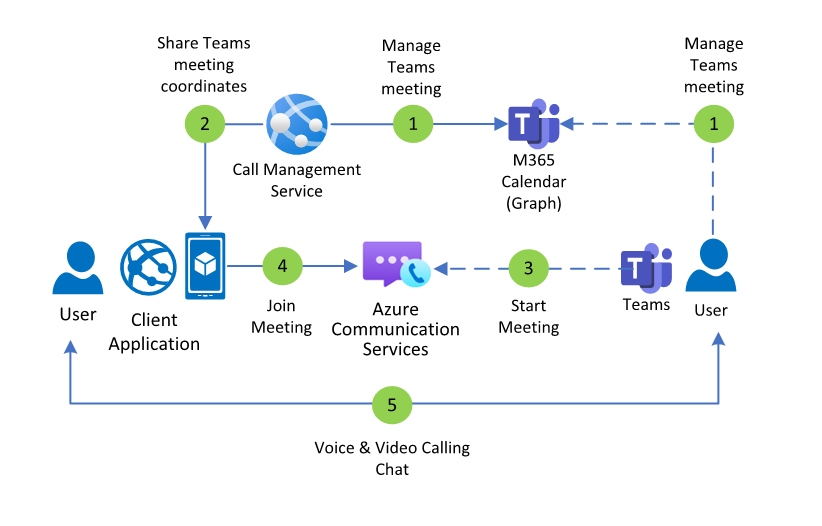 Share Teams
meeting
coordinates
Manage
Teams
meeting
Manage
Teams
meeting
2
1
T
1
Call Management
Service
M365
Calendar
(Graph)
4
3
T
User
Client
Application
Join
Meeting
Azure
Communication
Services
Start
Meeting
Teams
User
5
Voice & Video Calling
Chat